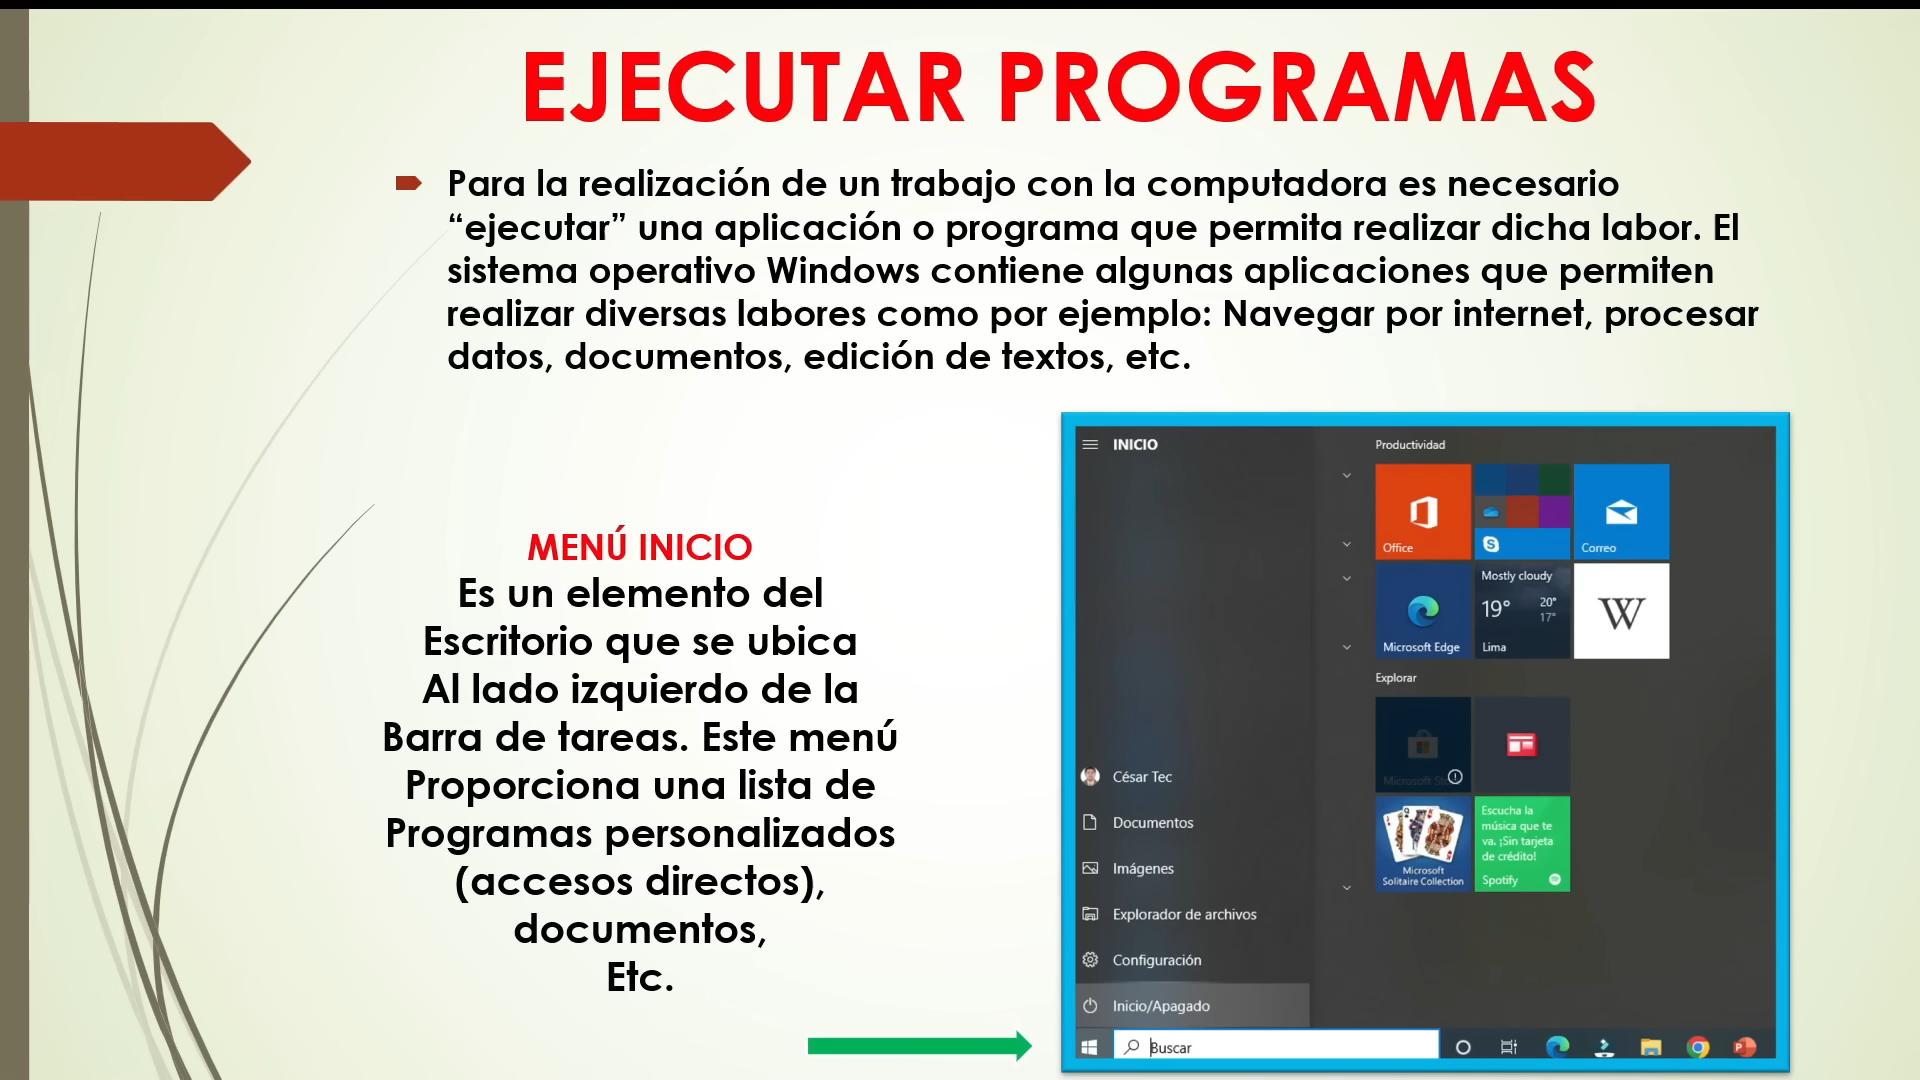 EJECUTAR PROGRAMAS
Para la realización de un trabajo con la computadora es necesario
“ejecutar” una aplicación o programa que permita realizar dicha labor. El
sistema operativo Windows contiene algunas aplicaciones que permiten
realizar diversas labores como por ejemplo: Navegar por internet, procesar
datos, documentos, edición de textos, etc.
MENÚ INICIO
Es un elemento del
Escritorio que se ubica
Al lado izquierdo de la
Barra de tareas. Este menú
Proporciona una lista de
Programas personalizados
(accesos directos),
documentos,
Etc.
INICIO
César Tec
Documentos
Imágenes
Explorador de archivos
Configuración
Inicio/Apagado
Buscar
Productividad
Office
Correo
Microsoft Edge
Mostly cloudy
19° 20°
17°
Lima
W
Explorar
Microsoft
Microsoft
Solitaire Collection
Escucha la
música que te
va. ¡Sin tarjeta
de crédito!
Spotify